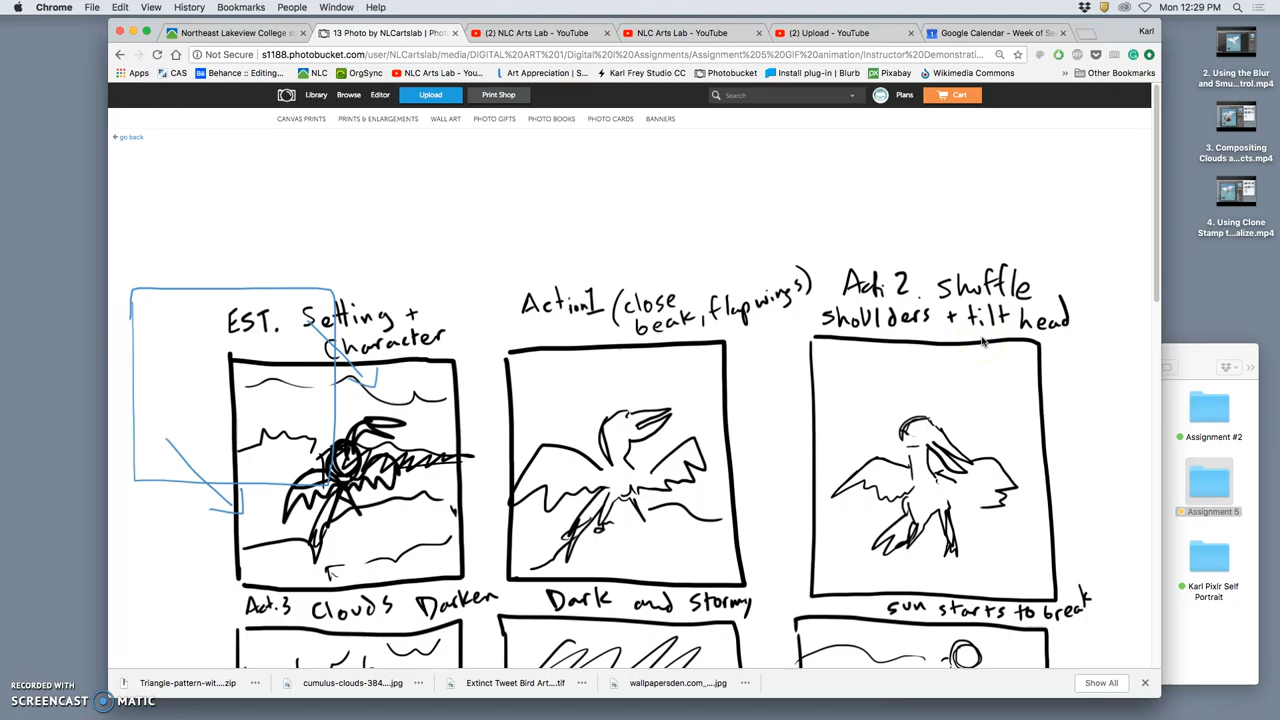 Chrome File Edit View History Bookmarks People Window Help
Mon 12:29 PM
Northeast Lakeview College s
13 Photo by NLCartslab | Phot
(2) NLC Arts Lab - YouTube
NLC Arts Lab - YouTube
(2) Upload - YouTube
Google Calendar - Week of Se
Karl
Not Secure s1188.photobucket.com/user/NLCartslab/media/DIGITAL%20ART%201/Digital%20I%20Assignments/Assignment%205%20GIF%20animation/Instructor%20Demonstrati...
Apps CAS Behance :: Editing... NLC OrgSync NLC Arts Lab - You... Art Appreciation | S... Karl Frey Studio CC Photobucket Install plug-in | Blurb Pixabay Wikimedia Commons » Other Bookmarks
Library Browse Editor Upload Print Shop Search Plans Cart
CANVAS PRINTS PRINTS & ENLARGEMENTS WALL ART PHOTO GIFTS PHOTO BOOKS PHOTO CARDS BANNERS
go back
EST. Setting +
Character
Action1 (close
beak, flap wings)
Acti 2. shuffle
shoulders + tilt head
Act.3 Clouds Darken
Dark and Stormy
sun starts to break
Triangle-pattern-wit....zip
cumulus-clouds-384....jpg
Extinct Tweet Bird Art....tif
wallpapersden.com_....jpg
Show All
2. Using the Blur
and Smu...trol.mp4
3. Compositing
Clouds a...cts.mp4
4. Using Clone
Stamp t...alize.mp4
Assignment #2
Assignment 5
Karl Pixlr Self
Portrait
RECORDED WITH
SCREENCAST MATIC